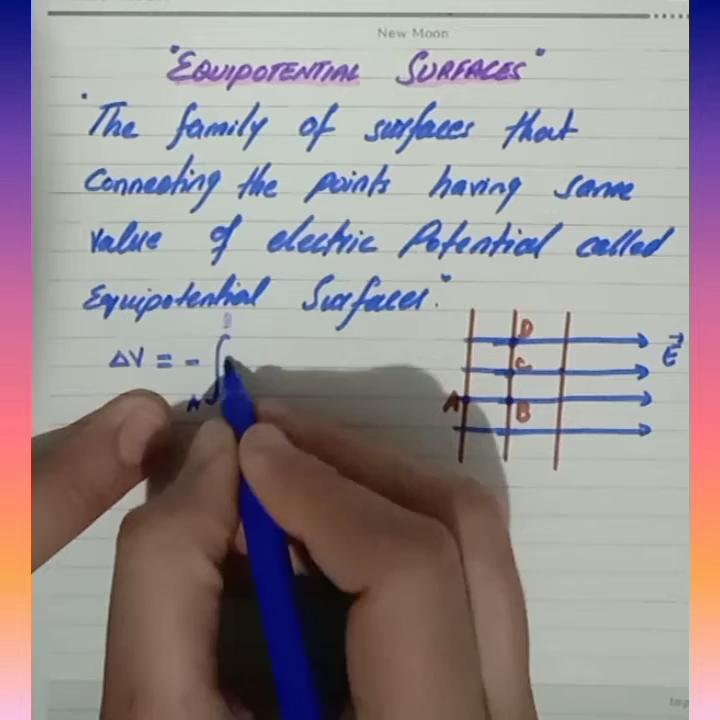 New Moon
"EQUIPOTENTIAL SURFACES"
"The family of surfaces that
connecting the points having same
value of electric Potential called
Equipotential Surfaces."
ΔV = - ∫
A
D
C
A B
E